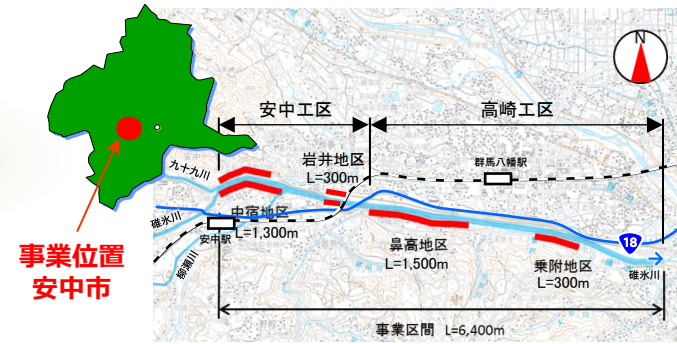 N
安中工区
高崎工区
岩井地区
L=300m
群馬八幡駅
九十九川
碓氷川
中宿地区
L=1,300m
安中駅
柳瀬川
鼻高地区
L=1,500m
乗附地区
L=300m
18
碓氷川
事業位置
安中市
事業区間 L=6,400m